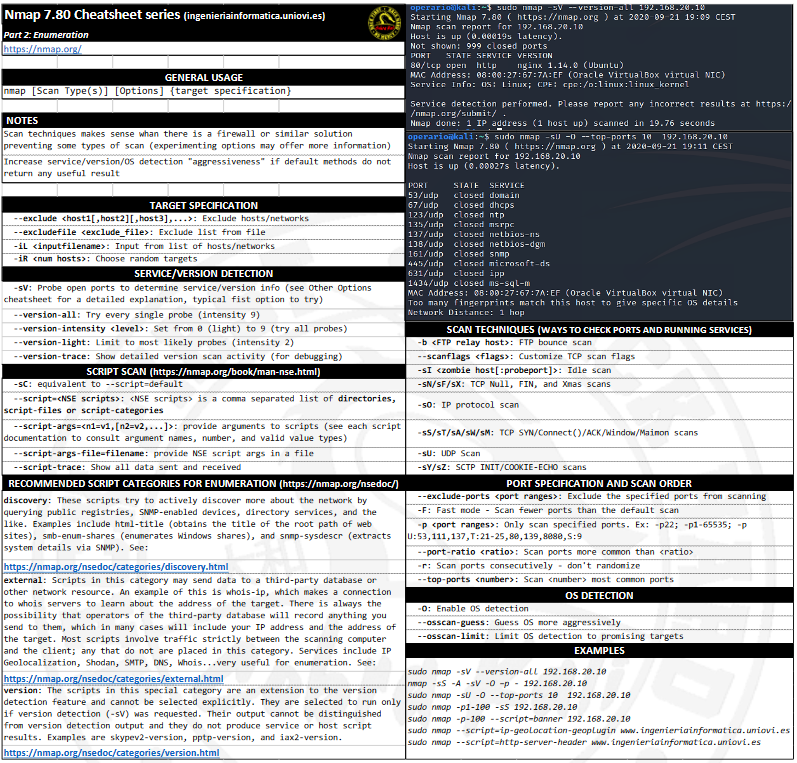 Nmap 7.80 Cheatsheet series (ingenieriainformatica.uniovi.es)
Part 2: Enumeration
https://nmap.org/
GENERAL USAGE
nmap [Scan Type(s)] [Options] {target specification}
NOTES
Scan techniques makes sense whan there is a firewall or similar solution
preventing some types of scan (experimenting options may offer more information)
Increase service/version/OS detection "aggressiveness" if default methods do not
return any useful result
TARGET SPECIFICATION
--exclude <host1[,host2][,host3],...>: Exclude hosts/networks
--excludefile <exclude_file>: Exclude list from file
-iL <inputfilename>: Input from list of hosts/networks
-iR <num hosts>: Choose random targets
SERVICE/VERSION DETECTION
-sV: Probe open ports to determine service/version info (see Other Options
cheatsheet for a detailed explanation, typical fist option to try)
--version-all: Try every single probe (intensity 9)
--version-intensity <level>: Set from 0 (light) to 9 (try all probes)
--version-light: Limit to most likely probes (intensity 2)
--version-trace: Show detailed version scan activity (for debugging)
SCRIPT SCAN (https://nmap.org/book/man-nse.html)
-sC: equivalent to --script=default
--script=<NSE scripts>: <NSE scripts> is a comma separated list of directories,
script-files or script-categories
--script-args=<n1=v1,[n2=v2,...]>: provide arguments to scripts (see each script
documentation to consult argument names, number, and valid value types)
--script-args-file=filename: provide NSE script args in a file
--script-trace: Show all data sent and received
RECOMMENDED SCRIPT CATEGORIES FOR ENUMERATION (https://nmap.org/nsedoc/)
discovery: These scripts try to actively discover more about the network by
querying public registries, SNMP-enabled devices, directory services, and the
like. Examples include html-title (obtains the title of the root path of web
sites), smb-enum-shares (enumerates Windows shares), and snmp-sysdescr (extracts
system details via SNMP). See:
https://nmap.org/nsedoc/categories/discovery.html
external: Scripts in this category may send data to a third-party database or
other network resource. An example of this is whois-ip, which makes a connection
to whois servers to learn about the address of the target. There is always the
possibility that operators of the third-party database will record anything you
send to them, which in many cases will include your IP address and the address of
the target. Most scripts involve traffic strictly between the scanning computer
and the client; any that do not are placed in this category. Services include IP
Geolocalization, Shodan, SMTP, DNS, Whois...very useful for enumeration. See:
https://nmap.org/nsedoc/categories/external.html
version: The scripts in this special category are an extension to the version
detection feature and cannot be selected explicitly. They are selected to run only
if version detection (-sV) was requested. Their output cannot be distinguished
from version detection output and they do not produce service or host script
results. Examples are skypev2-version, pptp-version, and iax2-version.
https://nmap.org/nsedoc/categories/version.html
operario@kali:~$ sudo nmap -sV --version-all 192.168.20.10
Starting Nmap 7.80 ( https://nmap.org ) at 2020-09-21 19:09 CEST
Nmap scan report for 192.168.20.10
Host is up (0.00019s latency).
Not shown: 999 closed ports
PORT STATE SERVICE VERSION
80/tcp open http nginx 1.14.0 (Ubuntu)
MAC Address: 08:00:27:67:7A:EF (Oracle VirtualBox virtual NIC)
Service Info: OS: Linux; CPE: cpe:/o:linux:linux_kernel
Service detection performed. Please report any incorrect results at https:/
/nmap.org/submit/ .
Nmap done: 1 IP address (1 host up) scanned in 19.76 seconds
operario@kali:~$ sudo nmap -sU -O --top-ports 10 192.168.20.10
Starting Nmap 7.80 ( https://nmap.org ) at 2020-09-21 19:11 CEST
Nmap scan report for 192.168.20.10
Host is up (0.00027s latency).
PORT STATE SERVICE
53/udp closed domain
67/udp closed dhcps
123/udp closed ntp
135/udp closed msrpc
137/udp closed netbios-ns
138/udp closed netbios-dgm
161/udp closed snmp
445/udp closed microsoft-ds
631/udp closed ipp
1434/udp closed ms-sql-m
MAC Address: 08:00:27:67:7A:EF (Oracle VirtualBox virtual NIC)
Too many fingerprints match this host to give specific OS details
Network Distance: 1 hop
SCAN TECHNIQUES (WAYS TO CHECK PORTS AND RUNNING SERVICES)
-b <FTP relay host>: FTP bounce scan
--scanflags <flags>: Customize TCP scan flags
-sI <zombie host[:probeport]>: Idle scan
-sN/sF/sX: TCP Null, FIN, and Xmas scans
-sO: IP protocol scan
-sS/sT/sA/sW/sM: TCP SYN/Connect()/ACK/Window/Maimon scans
-sU: UDP Scan
-sY/sZ: SCTP INIT/COOKIE-ECHO scans
PORT SPECIFICATION AND SCAN ORDER
--exclude-ports <port ranges>: Exclude the specified ports from scanning
-F: Fast mode - Scan fewer ports than the default scan
-p <port ranges>: Only scan specified ports. Ex: -p22; -p1-65535; -p
U:53,111,137,T:21-25,80,139,8080,S:9
--port-ratio <ratio>: Scan ports more common than <ratio>
-r: Scan ports consecutively - don't randomize
--top-ports <number>: Scan <number> most common ports
OS DETECTION
-O: Enable OS detection
--osscan-guess: Guess OS more aggressively
--osscan-limit: Limit OS detection to promising targets
EXAMPLES
sudo nmap -sV --version-all 192.168.20.10
nmap -sS -A -sV -O -p - 192.168.20.10
sudo nmap -sU -O --top-ports 10 192.168.20.10
sudo nmap -p1-100 -sS 192.168.20.10
sudo nmap -p-100 --script-banner 192.168.20.10
sudo nmap --script=ip-geolocation-geoplugin www.ingenieriainformatica.uniovi.es
sudo nmap --script=http-server-header www.ingenieriainformatica.uniovi.es